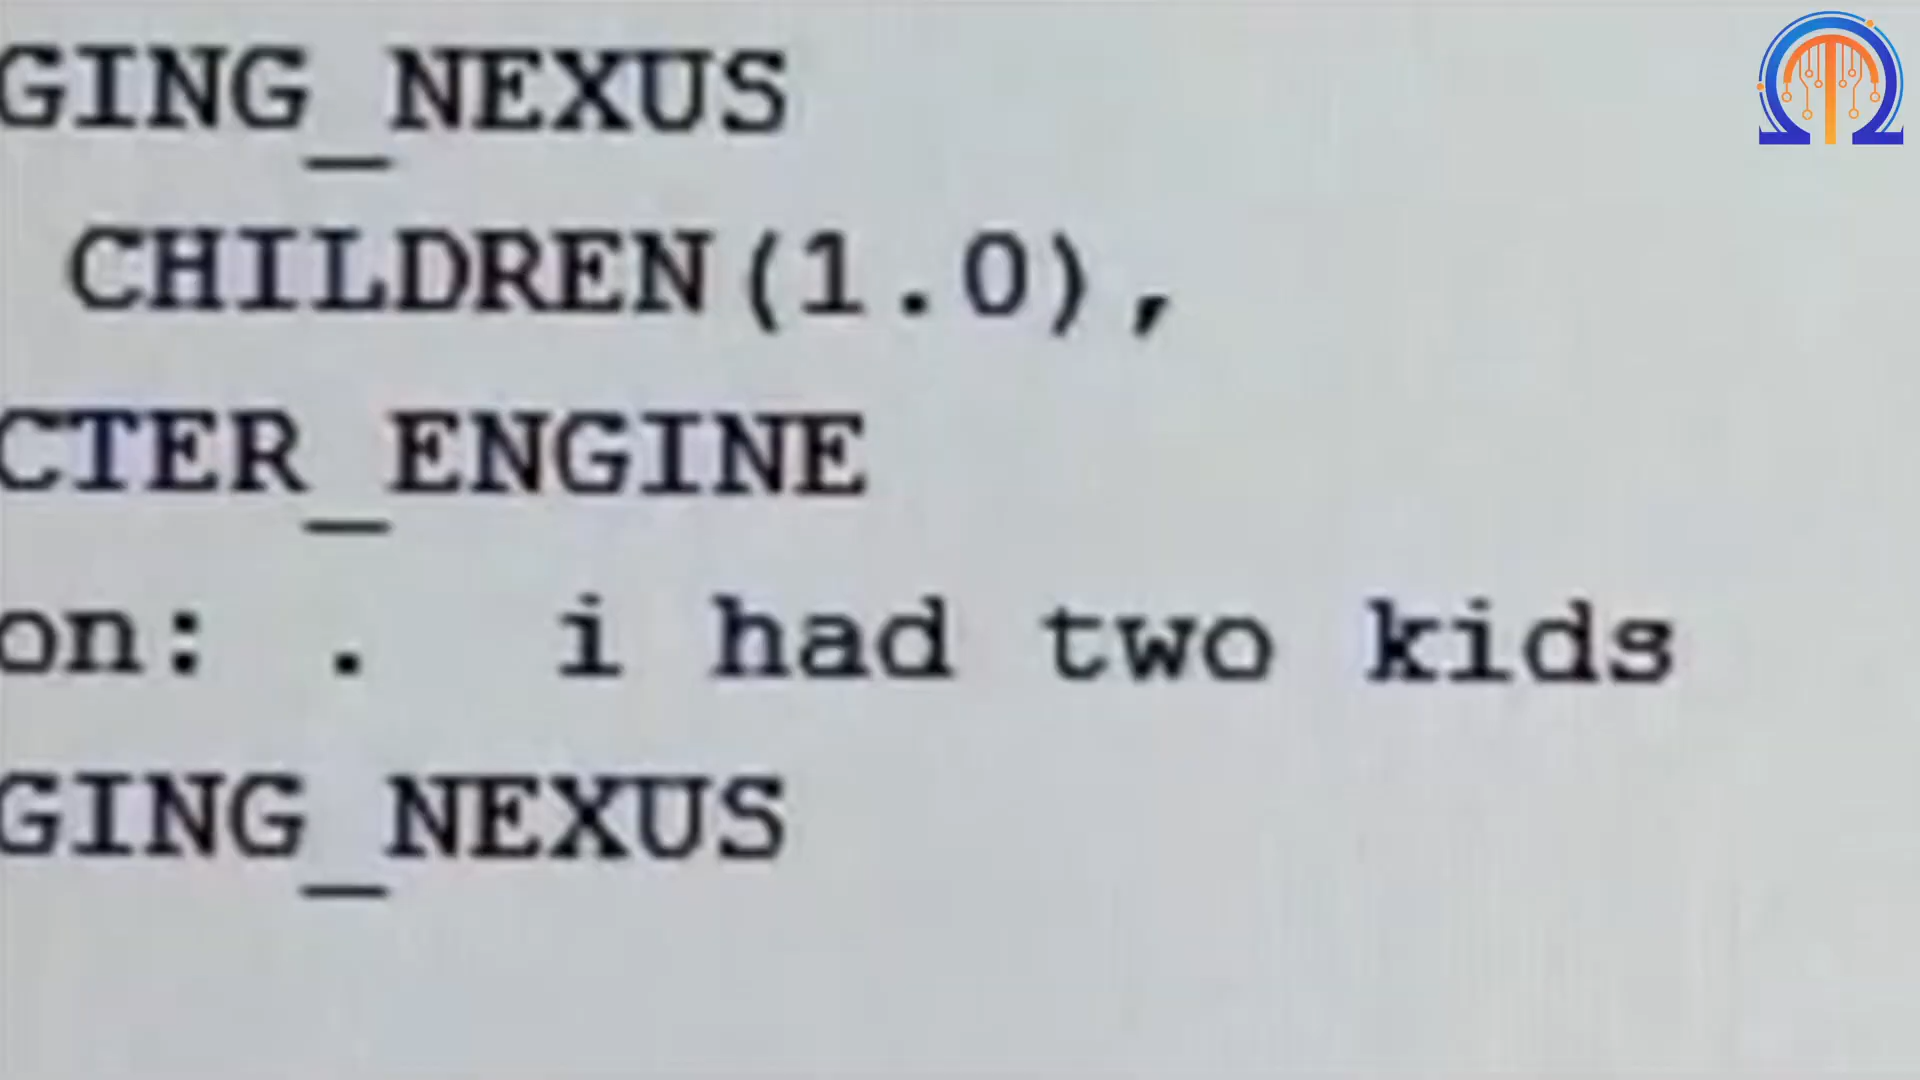 GING_NEXUS
CHILDREN(1.0),
CTER_ENGINE
on: . i had two kids
GING_NEXUS